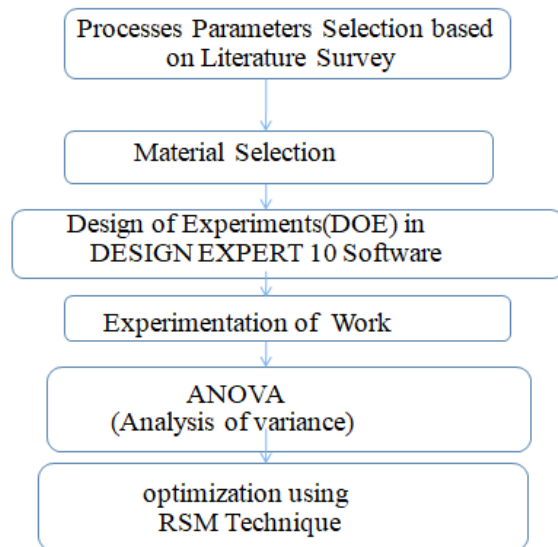 Processes Parameters Selection based
on Literature Survey
Material Selection
Design of Experiments(DOE) in
DESIGN EXPERT 10 Software
Experimentation of Work
ANOVA
(Analysis of variance)
optimization using
RSM Technique